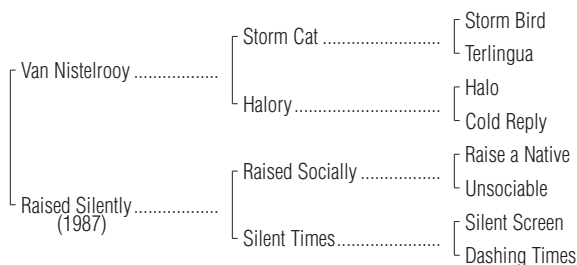 Storm Bird
Storm Cat ........................
Terlingua
Van Nistelrooy .................
Halo
Halory ..............................
Cold Reply
Raise a Native
Raised Socially ................
Unsociable
Raised Silently .................
(1987)
Silent Screen
Silent Times.....................
Dashing Times